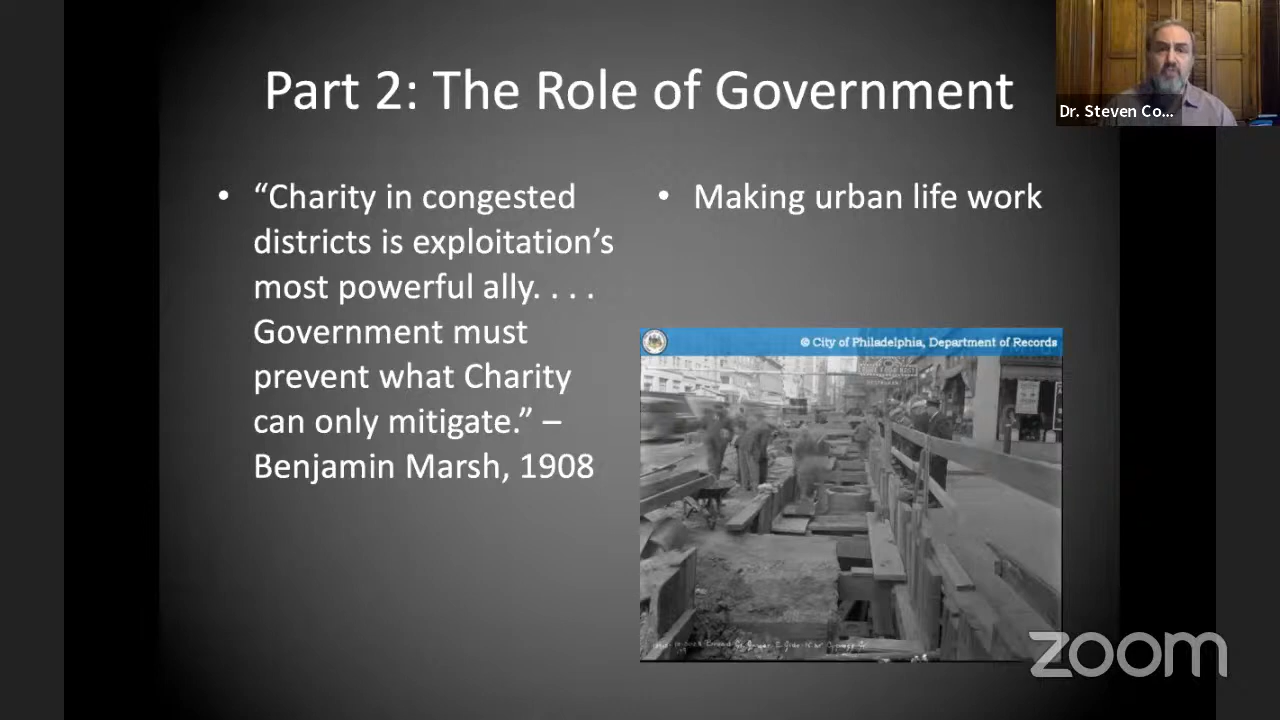 Part 2: The Role of Government
Dr. Steven Co...
• “Charity in congested
districts is exploitation’s
most powerful ally. . . .
Government must
prevent what Charity
can only mitigate.” –
Benjamin Marsh, 1908
• Making urban life work
© City of Philadelphia, Department of Records
zoom